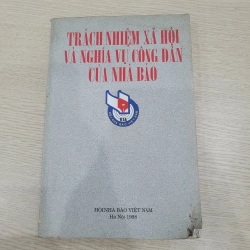 TRÁCH NHIỆM XÃ HỘI
VÀ NGHĨA VỤ CÔNG DÂN
CỦA NHÀ BÁO
HỘI NHÀ BÁO VIỆT NAM
Hà Nội 1998